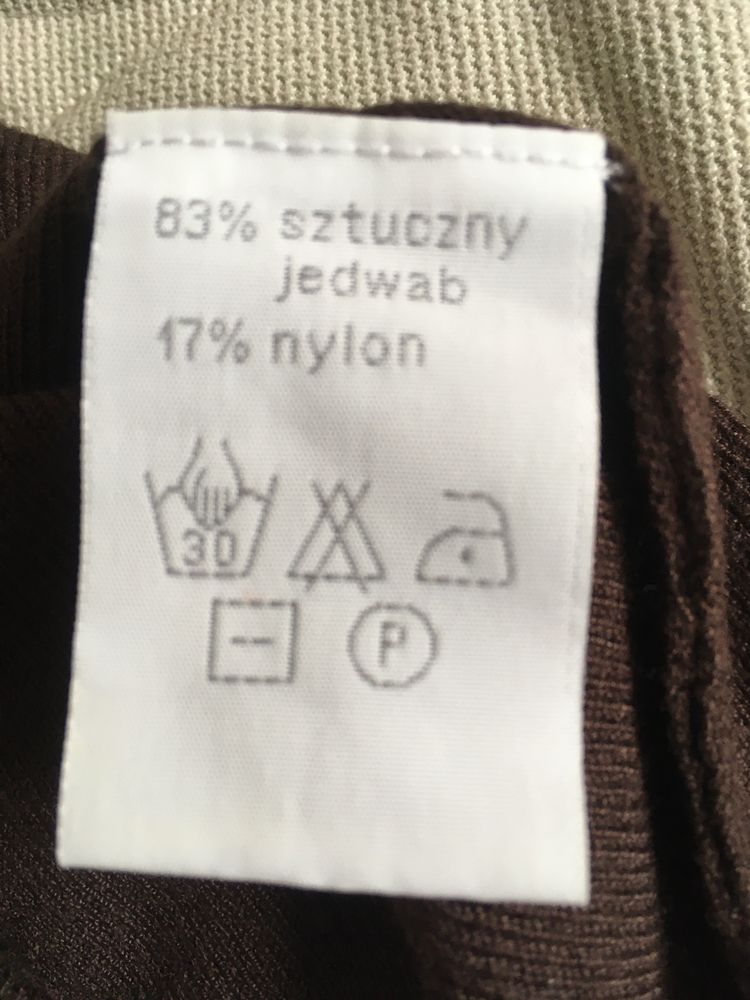 83% sztuczny
jedwab
17% nylon
30
P